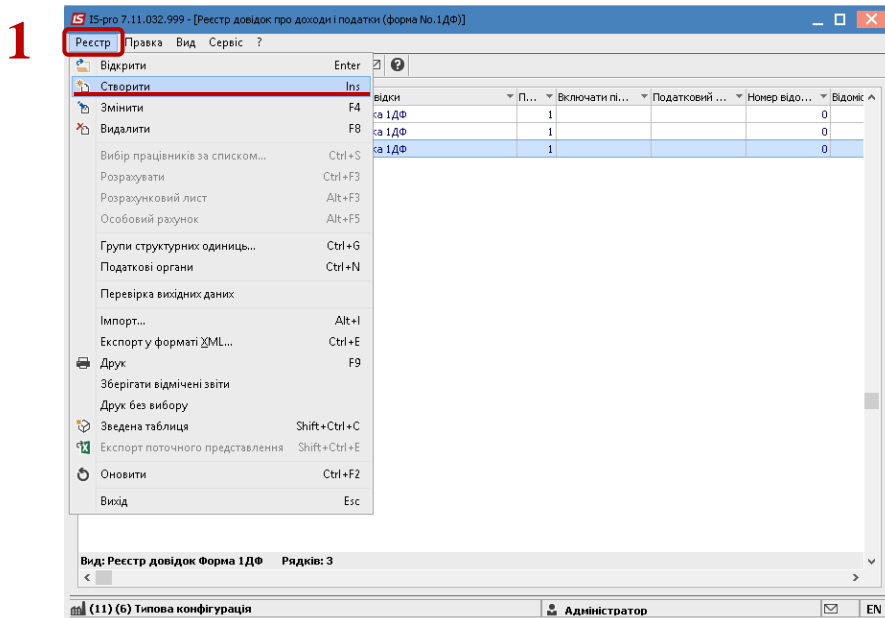 1
IS-pro 7.11.032.999 - [Реєстр довідок про доходи і податки (форма No.1ДФ)]
Реєстр Правка Вид Сервіс ?
Відкрити Enter
Створити Ins
Змінити F4
Видалити F8
Вибір працівників за списком... Ctrl+S
Розрахувати Ctrl+F3
Розрахунковий лист Alt+F3
Особовий рахунок Alt+F5
Групи структурних одиниць... Ctrl+G
Податкові органи Ctrl+N
Перевірка вихідних даних
Імпорт... Alt+I
Експорт у форматі XML... Ctrl+E
Друк F9
Зберігати відмічені звіти
Друк без вибору
Зведена таблиця Shift+Ctrl+C
Експорт поточного представлення Shift+Ctrl+E
Оновити Ctrl+F2
Вихід Esc
відки П... Включати пі... Податковий ... Номер відо... Відоміс
ка 1ДФ 1 0
ка 1ДФ 1 0
ка 1ДФ 1 0
Вид: Реєстр довідок Форма 1ДФ Рядків: 3
(11) (6) Типова конфігурація Адміністратор EN